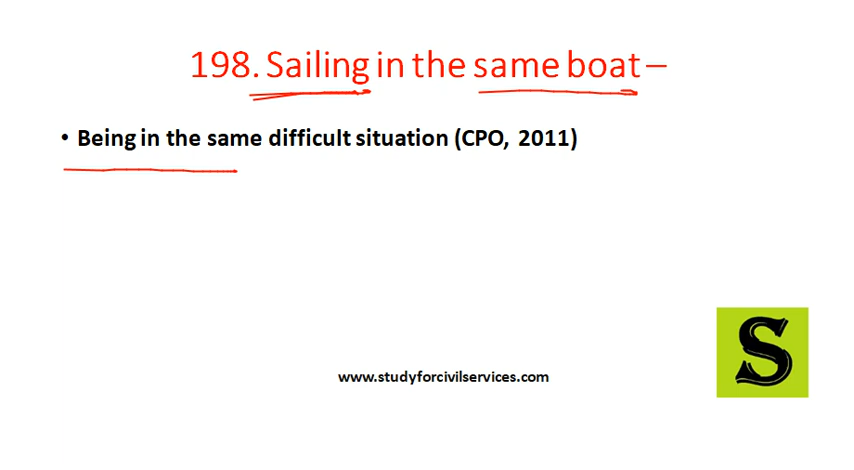 198. Sailing in the same boat –
• Being in the same difficult situation (CPO, 2011)
S
www.studyforcivilservices.com